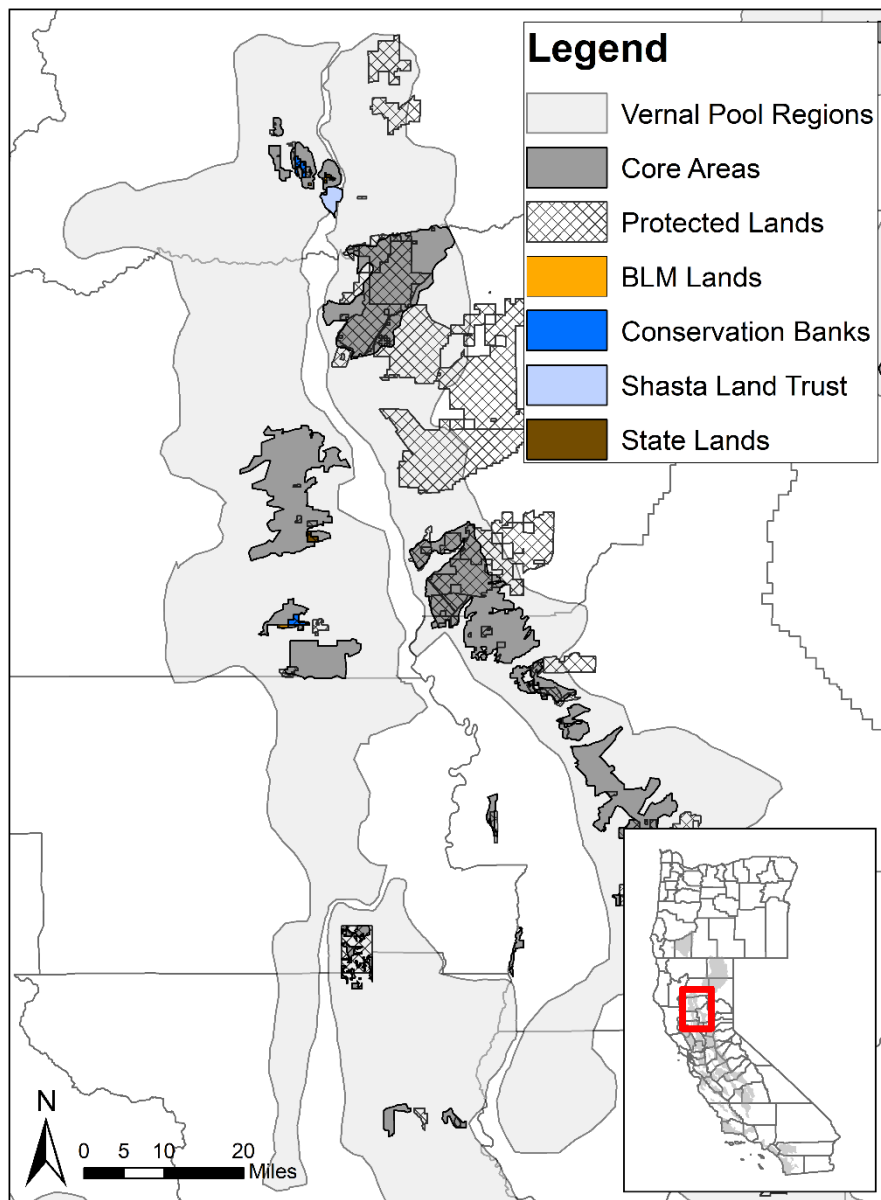 Legend
Vernal Pool Regions
Core Areas
Protected Lands
BLM Lands
Conservation Banks
Shasta Land Trust
State Lands
N
0 5 10 20
Miles